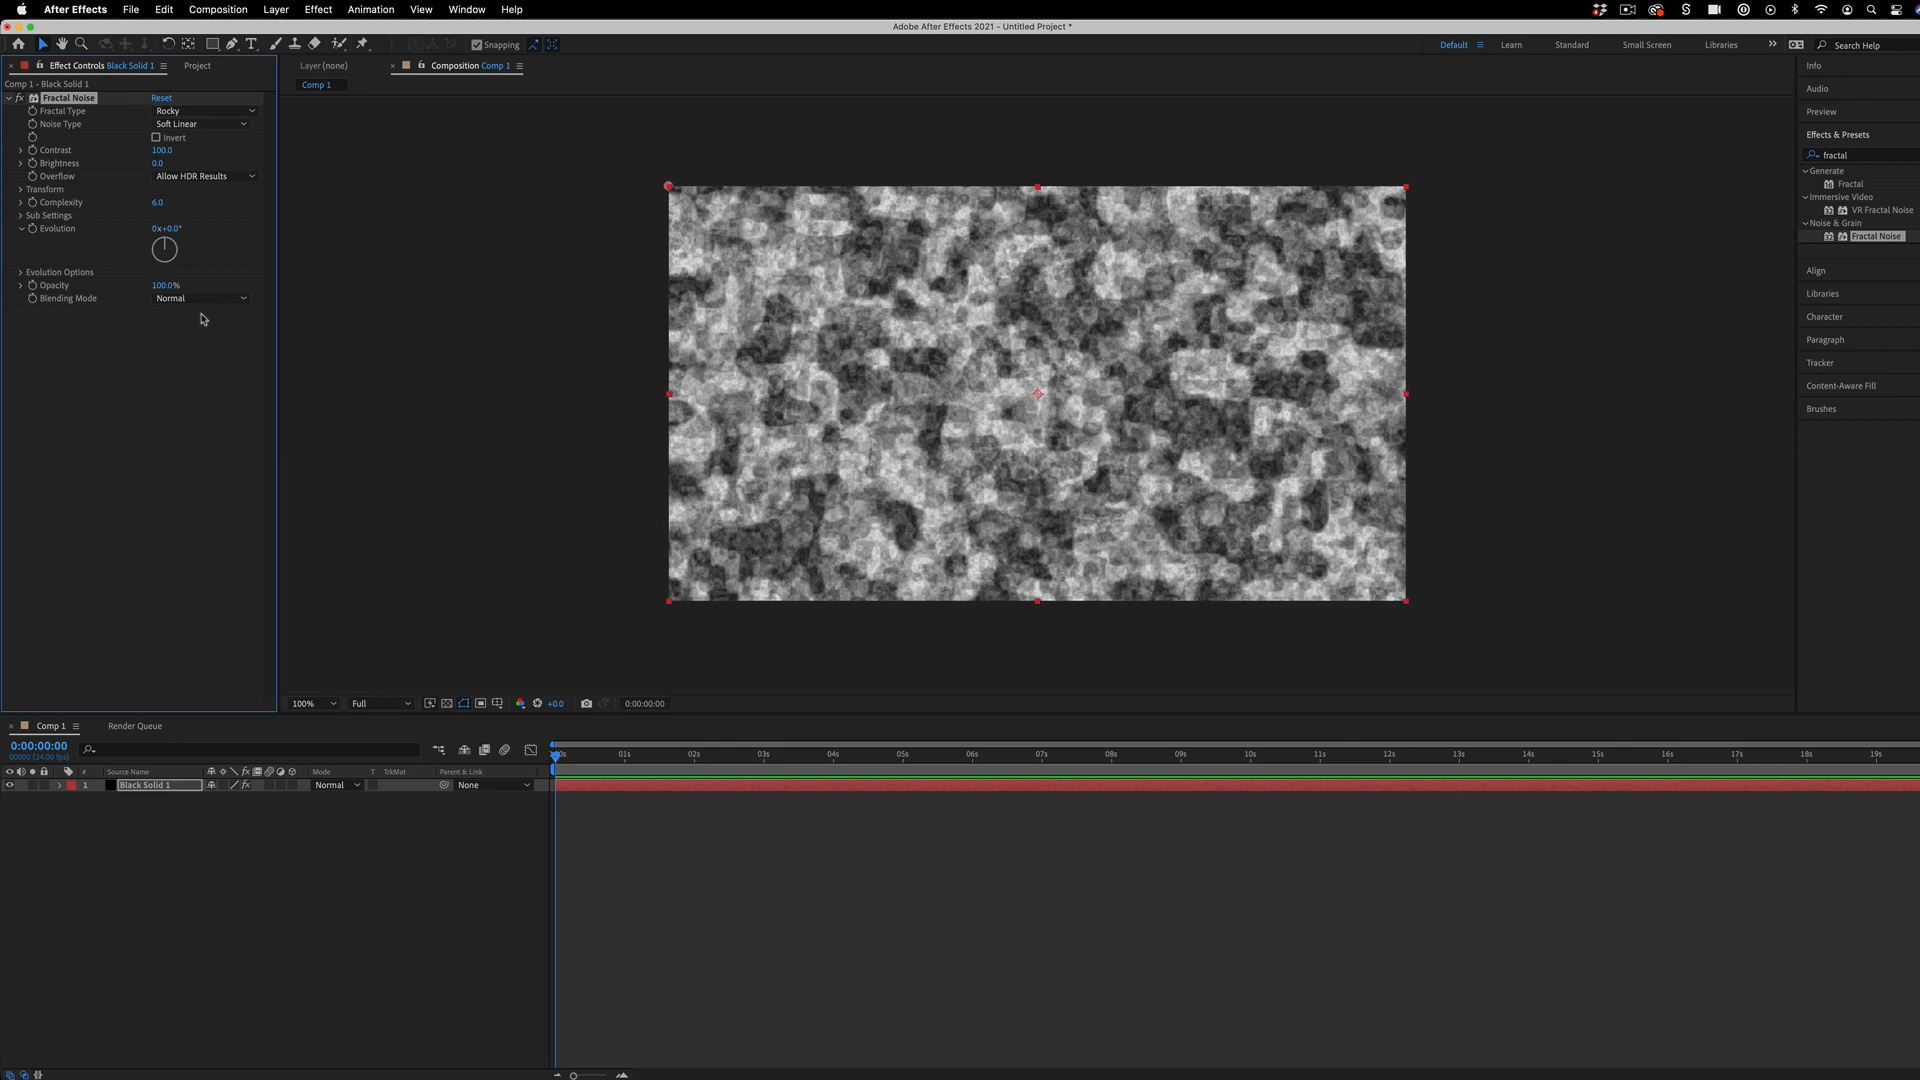 After Effects File Edit Composition Layer Effect Animation View Window Help
Adobe After Effects 2021 - Untitled Project *
Snapping
Default Learn Standard Small Screen Libraries Search Help
Effect Controls Black Solid 1 Project
Layer (none) Composition Comp 1
Comp 1 • Black Solid 1
Comp 1
fx Fractal Noise Reset
Fractal Type Rocky
Noise Type Soft Linear
Invert
Contrast 100.0
Brightness 0.0
Overflow Allow HDR Results
Transform
Complexity 6.0
Sub Settings
Evolution 0x+0.0°
Evolution Options
Opacity 100.0%
Blending Mode Normal
Info
Audio
Preview
Effects & Presets
fractal
Generate
Fractal
Immersive Video
VR Fractal Noise
Noise & Grain
Fractal Noise
Align
Libraries
Character
Paragraph
Tracker
Content-Aware Fill
Brushes
100% Full +0.0 0:00:00:00
Comp 1 Render Queue
0:00:00:00
00000 (24.00 fps)
01s 02s 03s 04s 05s 06s 07s 08s 09s 10s 11s 12s 13s 14s 15s 16s 17s 18s 19s
# Source Name fx Mode T TrkMat Parent & Link
1 Black Solid 1 fx Normal None